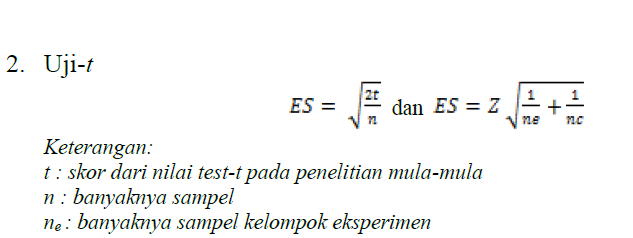 2. Uji-t
ES = √(2t/n) dan ES = Z √(1/ne + 1/nc)
Keterangan:
t : skor dari nilai test-t pada penelitian mula-mula
n : banyaknya sampel
nₑ : banyaknya sampel kelompok eksperimen